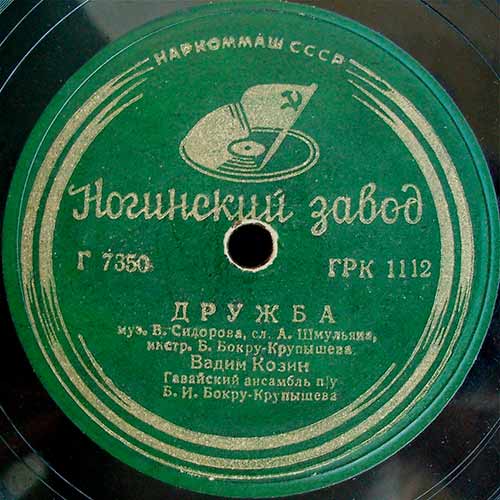 НАРКОММАШ СССР
Ногинский завод
Г 7350
ГРК 1112
ДРУЖБА
муз. В. Сидорова, сл. А. Шмульяна,
инстр. Б. Бокру-Крупышева
Вадим Козин
Гавайский ансамбль п/у
Б. И. Бокру-Крупышева